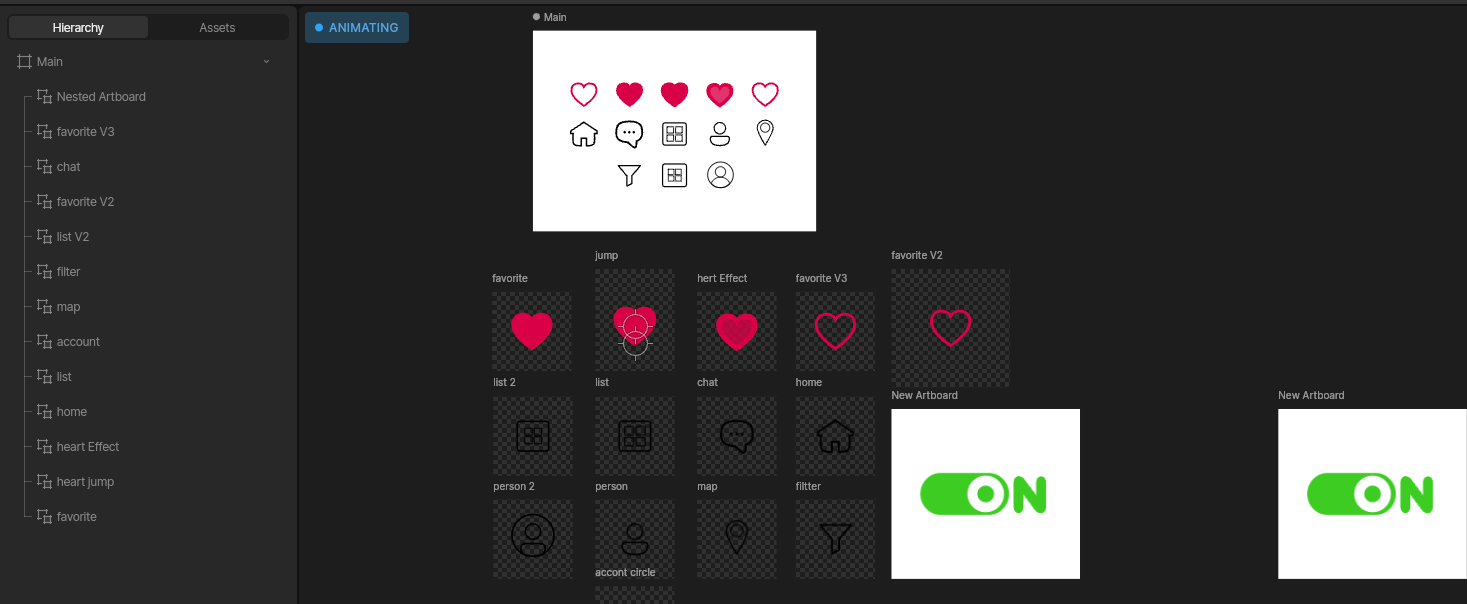 Hierarchy
Assets
Main
Nested Artboard
favorite V3
chat
favorite V2
list V2
filter
map
account
list
home
heart Effect
heart jump
favorite
ANIMATING
Main
jump
favorite V2
favorite
hert Effect
favorite V3
list 2
list
chat
home
New Artboard
New Artboard
ON
ON
person 2
person
map
filtter
accont circle